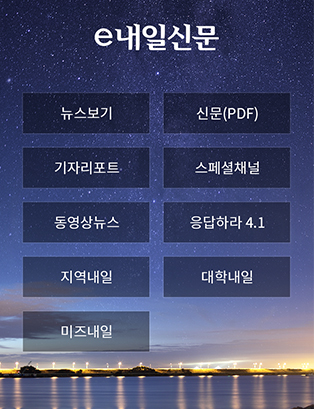 e내일신문
뉴스보기
신문(PDF)
기자리포트
스페셜채널
동영상뉴스
응답하라 4.1
지역내일
대학내일
미즈내일